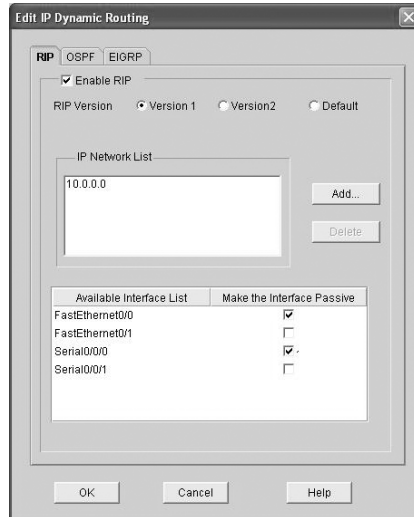 Edit IP Dynamic Routing
RIP OSPF EIGRP
Enable RIP
RIP Version Version 1 Version2 Default
IP Network List
10.0.0.0
Add...
Delete
Available Interface List Make the Interface Passive
FastEthernet0/0
FastEthernet0/1
Serial0/0/0
Serial0/0/1
OK Cancel Help